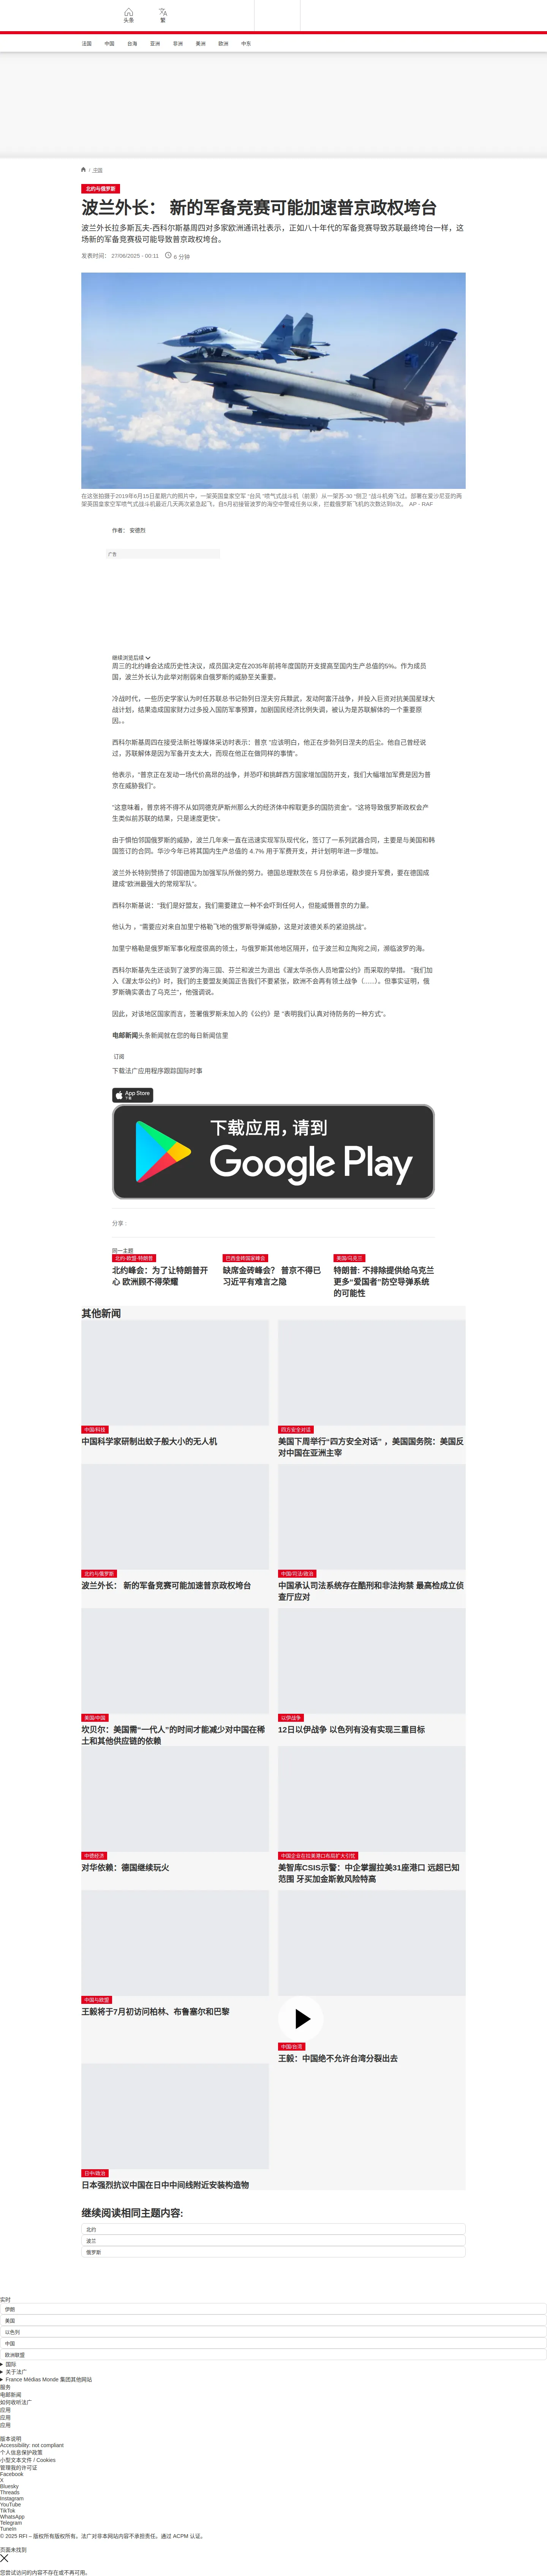 头条
繁
法国
中国
台海
亚洲
非洲
美洲
欧洲
中东
/ 中国
北约与俄罗斯
波兰外长： 新的军备竞赛可能加速普京政权垮台
波兰外长拉多斯瓦夫-西科尔斯基周四对多家欧洲通讯社表示，正如八十年代的军备竞赛导致苏联最终垮台一样，这
场新的军备竞赛极可能导致普京政权垮台。
发表时间： 27/06/2025 - 00:11
6 分钟
在这张拍摄于2019年6月15日星期六的照片中，一架英国皇家空军 “台风 ”喷气式战斗机（前景）从一架苏-30 “侧卫 ”战斗机旁飞过。部署在爱沙尼亚的两
架英国皇家空军喷气式战斗机最近几天两次紧急起飞，自5月初接管波罗的海空中警戒任务以来，拦截俄罗斯飞机的次数达到8次。 AP - RAF
作者： 安德烈
广告
继续浏览后续
周三的北约峰会达成历史性决议，成员国决定在2035年前将年度国防开支提高至国内生产总值的5%。作为成员
国，波兰外长认为此举对削弱来自俄罗斯的威胁至关重要。
冷战时代，一些历史学家认为时任苏联总书记勃列日涅夫穷兵黩武，发动阿富汗战争，并投入巨资对抗美国星球大
战计划，结果造成国家财力过多投入国防军事预算，加剧国民经济比例失调，被认为是苏联解体的一个重要原
因。。
西科尔斯基周四在接受法新社等媒体采访时表示：普京 “应该明白，他正在步勃列日涅夫的后尘。他自己曾经说
过，苏联解体是因为军备开支太大，而现在他正在做同样的事情”。
他表示，“普京正在发动一场代价高昂的战争，并恐吓和挑衅西方国家增加国防开支，我们大幅增加军费是因为普
京在威胁我们”。
“这意味着，普京将不得不从如同德克萨斯州那么大的经济体中榨取更多的国防资金”。“这将导致俄罗斯政权会产
生类似前苏联的结果，只是速度更快”。
由于惧怕邻国俄罗斯的威胁，波兰几年来一直在迅速实现军队现代化，签订了一系列武器合同，主要是与美国和韩
国签订的合同。华沙今年已将其国内生产总值的 4.7% 用于军费开支，并计划明年进一步增加。
波兰外长特别赞扬了邻国德国为加强军队所做的努力。德国总理默茨在 5 月份承诺，稳步提升军费，要在德国成
建成“欧洲最强大的常规军队”。
西科尔斯基说：“我们是好盟友，我们需要建立一种不会吓到任何人，但能威慑普京的力量。
他认为 ，“需要应对来自加里宁格勒飞地的俄罗斯导弹威胁，这是对波德关系的紧迫挑战”。
加里宁格勒是俄罗斯军事化程度很高的领土，与俄罗斯其他地区隔开，位于波兰和立陶宛之间，濒临波罗的海。
西科尔斯基先生还谈到了波罗的海三国、芬兰和波兰为退出《渥太华杀伤人员地雷公约》而采取的举措。 “我们加
入《渥太华公约》时，我们的主要盟友美国正告我们不要紧张，欧洲不会再有领土战争（......）。但事实证明，俄
罗斯确实袭击了乌克兰”，他强调说。
因此，对该地区国家而言，签署俄罗斯未加入的《公约》是 “表明我们认真对待防务的一种方式”。
电邮新闻头条新闻就在您的每日新闻信里
订阅
下载法广应用程序跟踪国际时事
App Store
下载
下载应用，请到
Google Play
分享 :
同一主题
北约-欧盟-特朗普
北约峰会：为了让特朗普开
心 欧洲顾不得荣耀
巴西金砖国家峰会
缺席金砖峰会？ 普京不得已
习近平有难言之隐
美国/乌克兰
特朗普: 不排除提供给乌克兰
更多“爱国者”防空导弹系统
的可能性
其他新闻
中国/科技
中国科学家研制出蚊子般大小的无人机
四方安全对话
美国下周举行“四方安全对话” ，美国国务院：美国反
对中国在亚洲主宰
北约与俄罗斯
波兰外长： 新的军备竞赛可能加速普京政权垮台
中国/司法/政治
中国承认司法系统存在酷刑和非法拘禁 最高检成立侦
查厅应对
美国/中国
坎贝尔：美国需“一代人”的时间才能减少对中国在稀
土和其他供应链的依赖
以伊战争
12日以伊战争 以色列有没有实现三重目标
中德经济
对华依赖：德国继续玩火
中国企业在拉美港口布局扩大引忧
美智库CSIS示警：中企掌握拉美31座港口 远超已知
范围 牙买加金斯敦风险特高
中国与欧盟
王毅将于7月初访问柏林、布鲁塞尔和巴黎
中国/台湾
王毅：中国绝不允许台湾分裂出去
日中/政治
日本强烈抗议中国在日中中间线附近安装构造物
继续阅读相同主题内容:
北约
波兰
俄罗斯
实时
伊朗
美国
以色列
中国
欧洲联盟
国际
关于法广
France Médias Monde 集团其他网站
服务
电邮新闻
如何收听法广
应用
应用
应用
版本说明
Accessibility: not compliant
个人信息保护政策
小型文本文件 / Cookies
管理我的许可证
Facebook
X
Bluesky
Threads
Instagram
YouTube
TikTok
WhatsApp
Telegram
TuneIn
© 2025 RFI – 版权所有版权所有。法广对非本网站内容不承担责任。通过 ACPM 认证。
页面未找到
您尝试访问的内容不存在或不再可用。